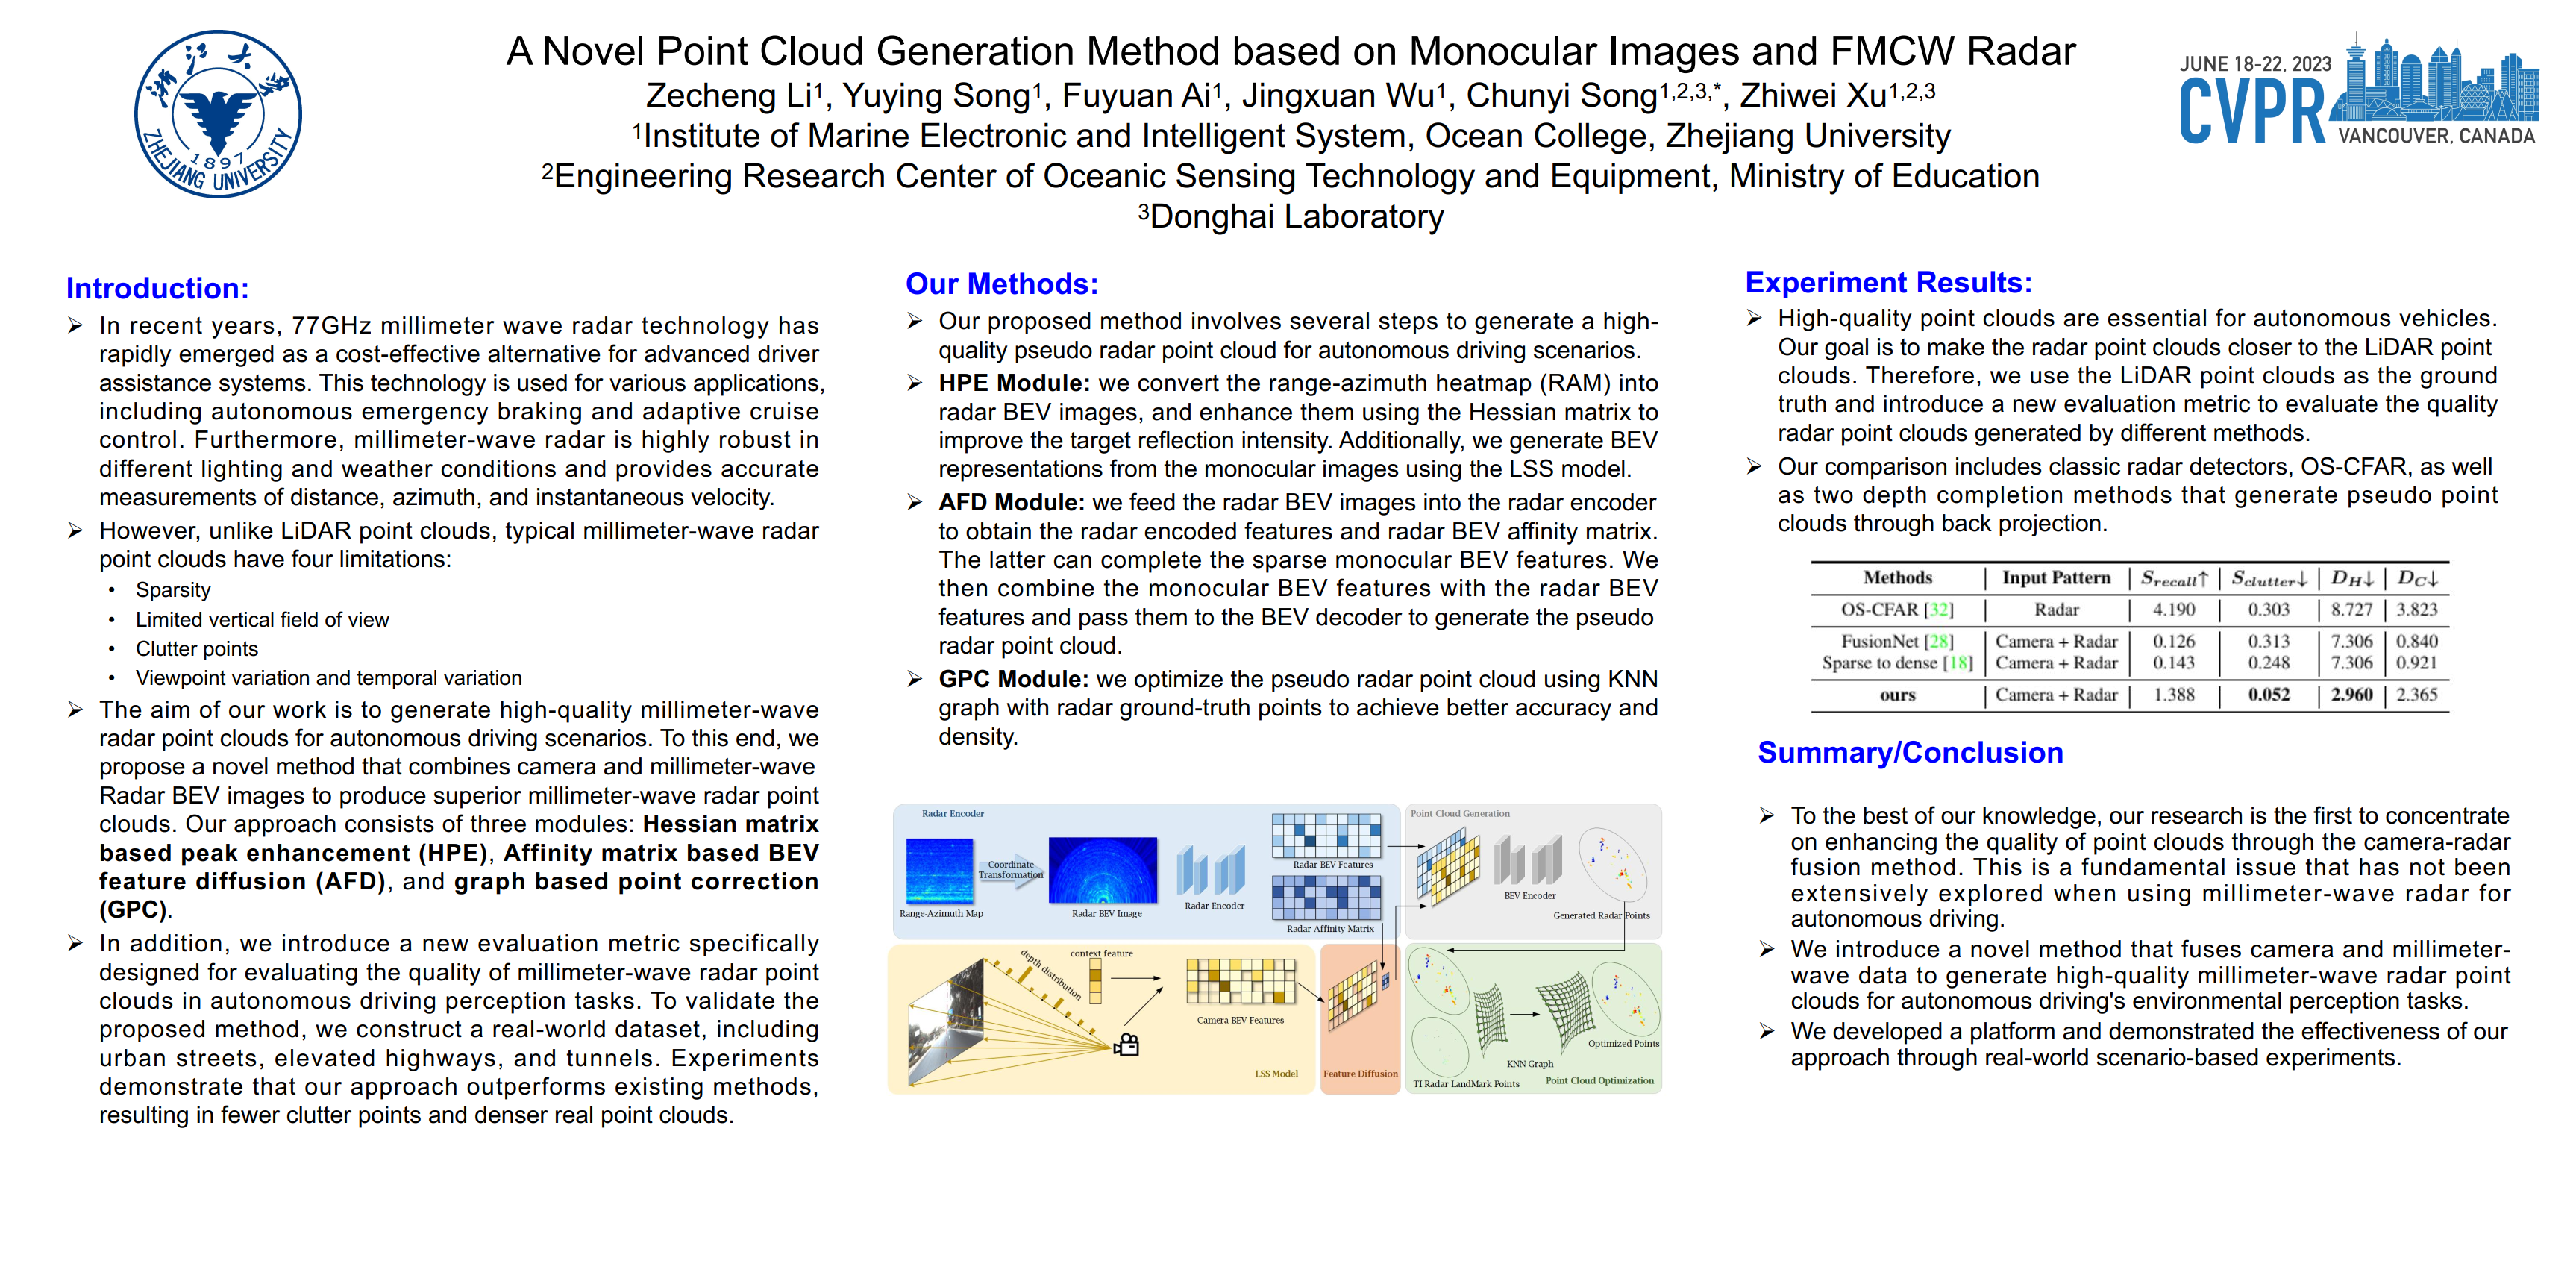 浙江大学
1897
ZHEJIANG UNIVERSITY
A Novel Point Cloud Generation Method based on Monocular Images and FMCW Radar
Zecheng Li1, Yuying Song1, Fuyuan Ai1, Jingxuan Wu1, Chunyi Song1,2,3,*, Zhiwei Xu1,2,3
1Institute of Marine Electronic and Intelligent System, Ocean College, Zhejiang University
2Engineering Research Center of Oceanic Sensing Technology and Equipment, Ministry of Education
3Donghai Laboratory
JUNE 18-22, 2023
CVPR
VANCOUVER, CANADA
Introduction:
➢ In recent years, 77GHz millimeter wave radar technology has
rapidly emerged as a cost-effective alternative for advanced driver
assistance systems. This technology is used for various applications,
including autonomous emergency braking and adaptive cruise
control. Furthermore, millimeter-wave radar is highly robust in
different lighting and weather conditions and provides accurate
measurements of distance, azimuth, and instantaneous velocity.
➢ However, unlike LiDAR point clouds, typical millimeter-wave radar
point clouds have four limitations:
• Sparsity
• Limited vertical field of view
• Clutter points
• Viewpoint variation and temporal variation
➢ The aim of our work is to generate high-quality millimeter-wave
radar point clouds for autonomous driving scenarios. To this end, we
propose a novel method that combines camera and millimeter-wave
Radar BEV images to produce superior millimeter-wave radar point
clouds. Our approach consists of three modules: Hessian matrix
based peak enhancement (HPE), Affinity matrix based BEV
feature diffusion (AFD), and graph based point correction
(GPC).
➢ In addition, we introduce a new evaluation metric specifically
designed for evaluating the quality of millimeter-wave radar point
clouds in autonomous driving perception tasks. To validate the
proposed method, we construct a real-world dataset, including
urban streets, elevated highways, and tunnels. Experiments
demonstrate that our approach outperforms existing methods,
resulting in fewer clutter points and denser real point clouds.
Our Methods:
➢ Our proposed method involves several steps to generate a high-
quality pseudo radar point cloud for autonomous driving scenarios.
➢ HPE Module: we convert the range-azimuth heatmap (RAM) into
radar BEV images, and enhance them using the Hessian matrix to
improve the target reflection intensity. Additionally, we generate BEV
representations from the monocular images using the LSS model.
➢ AFD Module: we feed the radar BEV images into the radar encoder
to obtain the radar encoded features and radar BEV affinity matrix.
The latter can complete the sparse monocular BEV features. We
then combine the monocular BEV features with the radar BEV
features and pass them to the BEV decoder to generate the pseudo
radar point cloud.
➢ GPC Module: we optimize the pseudo radar point cloud using KNN
graph with radar ground-truth points to achieve better accuracy and
density.
Radar Encoder
Range-Azimuth Map
Coordinate
Transformation
Radar BEV Image
Radar Encoder
Radar BEV Features
Radar Affinity Matrix
Point Cloud Generation
BEV Encoder
Generated Radar Points
depth distribution
context feature
Camera BEV Features
LSS Model
Feature Diffusion
TI Radar LandMark Points
KNN Graph
Optimized Points
Point Cloud Optimization
Experiment Results:
➢ High-quality point clouds are essential for autonomous vehicles.
Our goal is to make the radar point clouds closer to the LiDAR point
clouds. Therefore, we use the LiDAR point clouds as the ground
truth and introduce a new evaluation metric to evaluate the quality
radar point clouds generated by different methods.
➢ Our comparison includes classic radar detectors, OS-CFAR, as well
as two depth completion methods that generate pseudo point
clouds through back projection.
Methods Input Pattern Srecall↑ Sclutter↓ DH↓ DC↓
OS-CFAR [32] Radar 4.190 0.303 8.727 3.823
FusionNet [28] Camera + Radar 0.126 0.313 7.306 0.840
Sparse to dense [18] Camera + Radar 0.143 0.248 7.306 0.921
ours Camera + Radar 1.388 0.052 2.960 2.365
Summary/Conclusion
➢ To the best of our knowledge, our research is the first to concentrate
on enhancing the quality of point clouds through the camera-radar
fusion method. This is a fundamental issue that has not been
extensively explored when using millimeter-wave radar for
autonomous driving.
➢ We introduce a novel method that fuses camera and millimeter-
wave data to generate high-quality millimeter-wave radar point
clouds for autonomous driving's environmental perception tasks.
➢ We developed a platform and demonstrated the effectiveness of our
approach through real-world scenario-based experiments.